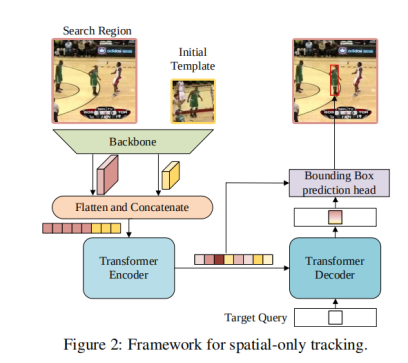 Search Region
Initial
Template
Backbone
Flatten and Concatenate
Bounding Box
prediction head
Transformer
Encoder
Transformer
Decoder
Target Query
Figure 2: Framework for spatial-only tracking.